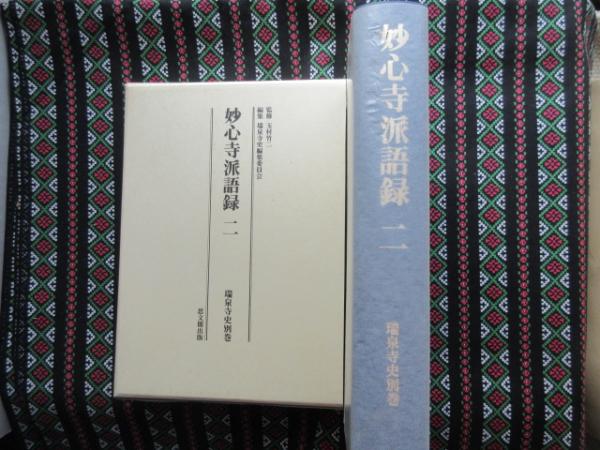 監修 玉村竹二
編集 瑞泉寺史編集委員会
妙心寺派語録 二
瑞泉寺史別巻
思文閣出版
妙心寺派語録 二
瑞泉寺史別巻